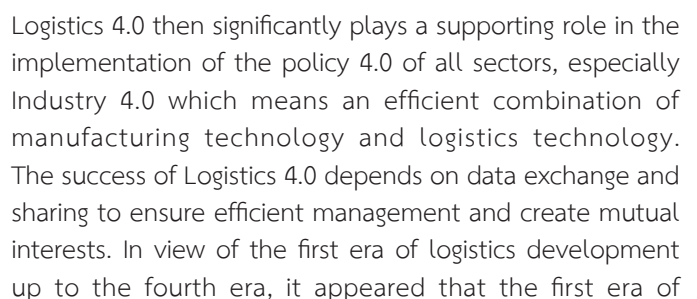 Logistics 4.0 then significantly plays a supporting role in the
implementation of the policy 4.0 of all sectors, especially
Industry 4.0 which means an efficient combination of
manufacturing technology and logistics technology.
The success of Logistics 4.0 depends on data exchange and
sharing to ensure efficient management and create mutual
interests. In view of the first era of logistics development
up to the fourth era, it appeared that the first era of